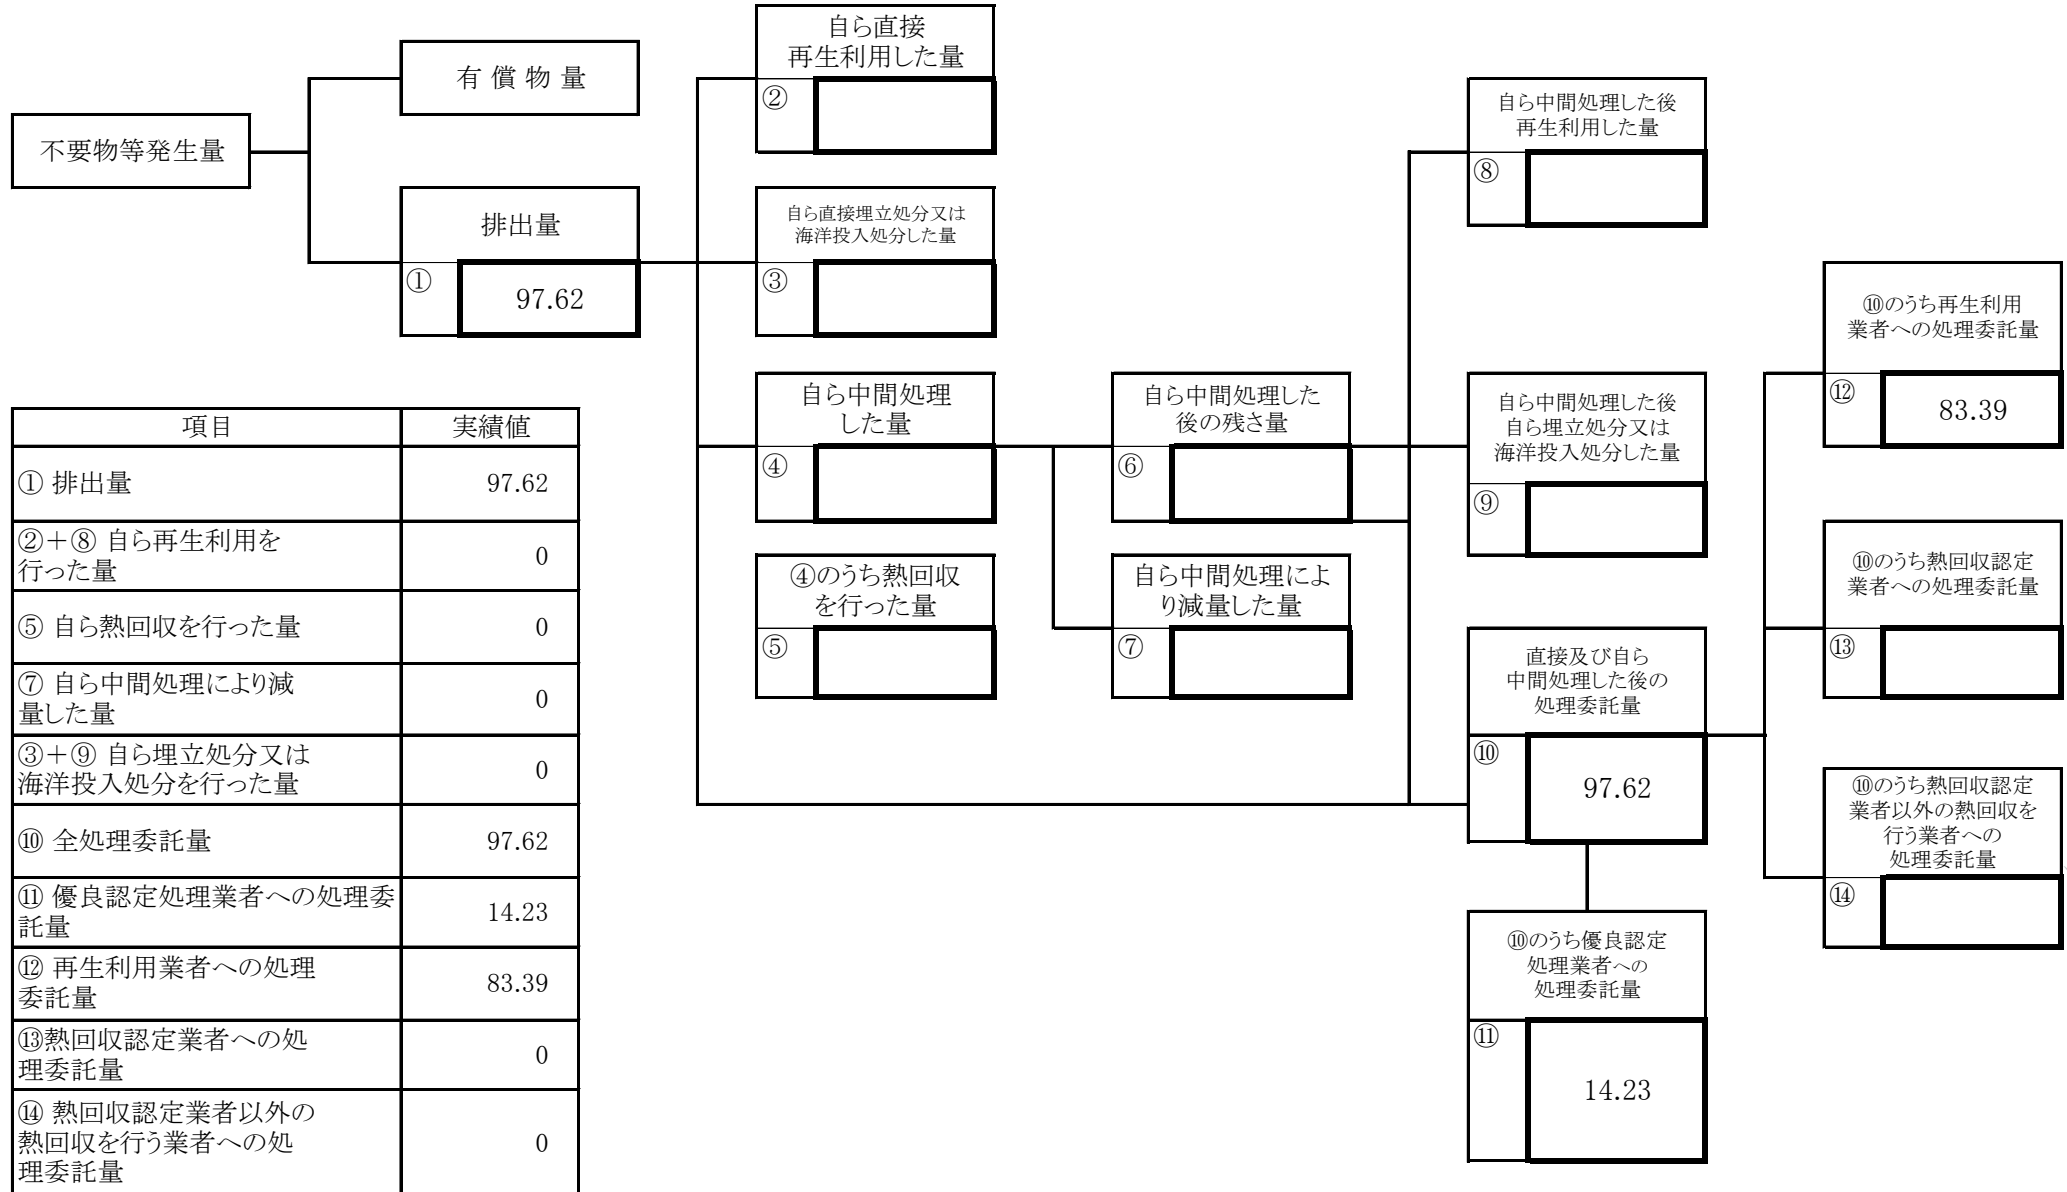 不要物等発生量
有 償 物 量
排出量
①
97.62
自ら直接
再生利用した量
②
自ら直接埋立処分又は
海洋投入処分した量
③
自ら中間処理
した量
④
④のうち熱回収
を行った量
⑤
自ら中間処理した
後の残さ量
⑥
自ら中間処理によ
り減量した量
⑦
自ら中間処理した後
再生利用した量
⑧
自ら中間処理した後
自ら埋立処分又は
海洋投入処分した量
⑨
直接及び自ら
中間処理した後の
処理委託量
⑩
97.62
⑩のうち優良認定
処理業者への
処理委託量
⑪
14.23
⑩のうち再生利用
業者への処理委託量
⑫
83.39
⑩のうち熱回収認定
業者への処理委託量
⑬
⑩のうち熱回収認定
業者以外の熱回収を
行う業者への
処理委託量
⑭
項目 実績値
① 排出量 97.62
②+⑧ 自ら再生利用を
行った量 0
⑤ 自ら熱回収を行った量 0
⑦ 自ら中間処理により減
量した量 0
③+⑨ 自ら埋立処分又は
海洋投入処分を行った量 0
⑩ 全処理委託量 97.62
⑪ 優良認定処理業者への処理委
託量 14.23
⑫ 再生利用業者への処理
委託量 83.39
⑬熱回収認定業者への処
理委託量 0
⑭ 熱回収認定業者以外の
熱回収を行う業者への処
理委託量 0